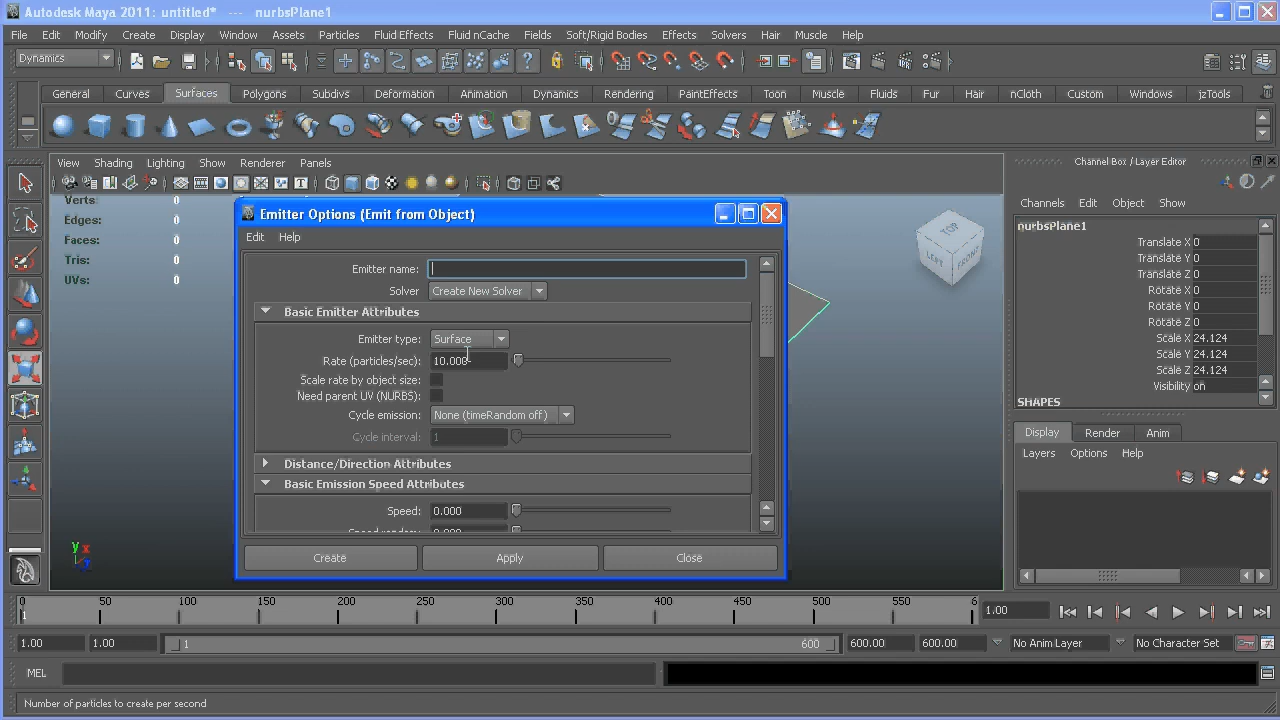 Autodesk Maya 2011: untitled* --- nurbsPlane1
File Edit Modify Create Display Window Assets Particles Fluid Effects Fluid nCache Fields Soft/Rigid Bodies Effects Solvers Hair Muscle Help
Dynamics
General Curves Surfaces Polygons Subdivs Deformation Animation Dynamics Rendering PaintEffects Toon Muscle Fluids Fur Hair nCloth Custom Windows jzTools
View Shading Lighting Show Renderer Panels
Verts: 0
Edges: 0
Faces: 0
Tris: 0
UVs: 0
TOP
LEFT
FRONT
Emitter Options (Emit from Object)
Edit Help
Emitter name:
Solver Create New Solver
Basic Emitter Attributes
Emitter type: Surface
Rate (particles/sec): 10.000
Scale rate by object size:
Need parent UV (NURBS):
Cycle emission: None (timeRandom off)
Cycle interval: 1
Distance/Direction Attributes
Basic Emission Speed Attributes
Speed: 0.000
Create Apply Close
Channel Box / Layer Editor
Channels Edit Object Show
nurbsPlane1
Translate X 0
Translate Y 0
Translate Z 0
Rotate X 0
Rotate Y 0
Rotate Z 0
Scale X 24.124
Scale Y 24.124
Scale Z 24.124
Visibility on
SHAPES
Display Render Anim
Layers Options Help
y x
0 50 100 150 200 250 300 350 400 450 500 550 6
1
1.00
1.00 1.00 1 600 600.00 600.00 No Anim Layer No Character Set
MEL
Number of particles to create per second